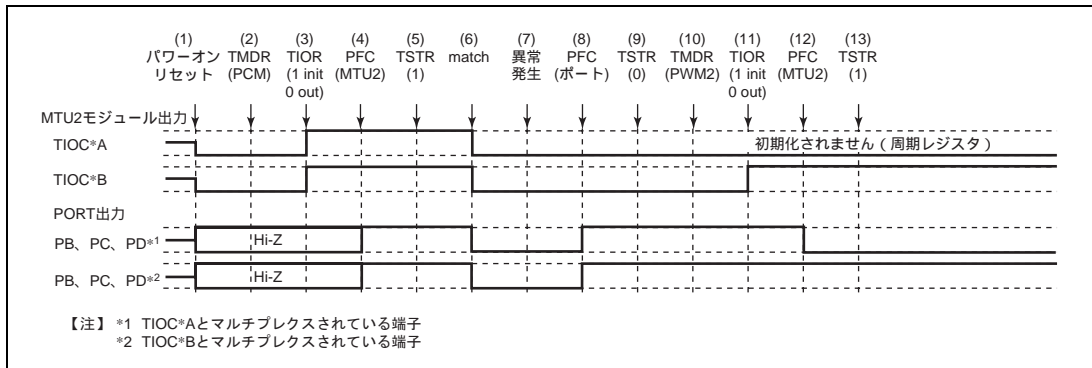 (1) (2) (3) (4) (5) (6) (7) (8) (9) (10) (11) (12) (13)
パワーオン TMDR TIOR PFC TSTR match 異常 PFC TSTR TMDR TIOR PFC TSTR
リセット (PCM) (1 init (MTU2) (1) 発生 (ポート) (0) (PWM2) (1 init (MTU2) (1)
0 out) 0 out)
MTU2モジュール出力
TIOC*A 初期化されません(周期レジスタ)
TIOC*B
PORT出力
PB、PC、PD*1 Hi-Z
PB、PC、PD*2 Hi-Z
【注】 *1 TIOC*Aとマルチプレクスされている端子
*2 TIOC*Bとマルチプレクスされている端子